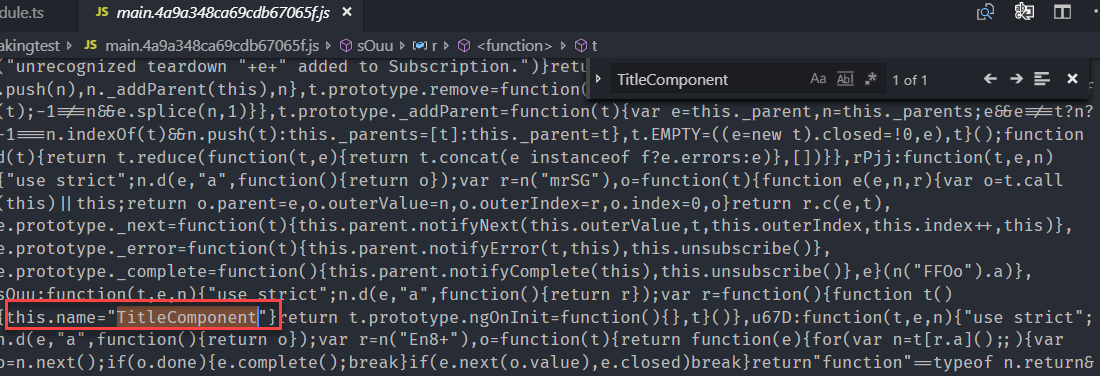 dule.ts
JS main.4a9a348ca69cdb67065f.js ×
akingtest › JS main.4a9a348ca69cdb67065f.js › sOuu › r › <function> › t
TitleComponent Aa Abl .* 1 of 1
("unrecognized teardown "+e+" added to Subscription.")}retu
.push(n),n._addParent(this),n},t.prototype.remove=function(
(t);-1!==n&&e.splice(n,1)}},t.prototype._addParent=function(t){var e=this._parent,n=this._parents;e&&e!==t?n?
-1===n.indexOf(t)&&n.push(t):this._parents=[t]:this._parent=t},t.EMPTY=((e=new t).closed=!0,e),t}();function
d(t){return t.reduce(function(t,e){return t.concat(e instanceof f?e.errors:e)},[])}},rPjj:function(t,e,n)
{"use strict";n.d(e,"a",function(){return o});var r=n("mrSG"),o=function(t){function e(e,n,r){var o=t.call
(this)||this;return o.parent=e,o.outerValue=n,o.outerIndex=r,o.index=0,o}return r.c(e,t),
e.prototype._next=function(t){this.parent.notifyNext(this.outerValue,t,this.outerIndex,this.index++,this)},
e.prototype._error=function(t){this.parent.notifyError(t,this),this.unsubscribe()},
e.prototype._complete=function(){this.parent.notifyComplete(this),this.unsubscribe()},e}(n("FFOo").a)},
sOuu:function(t,e,n){"use strict";n.d(e,"a",function(){return r});var r=function(){function t()
{this.name="TitleComponent"}return t.prototype.ngOnInit=function(){},t}()},u67D:function(t,e,n){"use strict";
n.d(e,"a",function(){return o});var r=n("En8+"),o=function(t){return function(e){for(var n=t[r.a]();;){var
o=n.next();if(o.done){e.complete();break}if(e.next(o.value),e.closed)break}return"function"==typeof n.return&